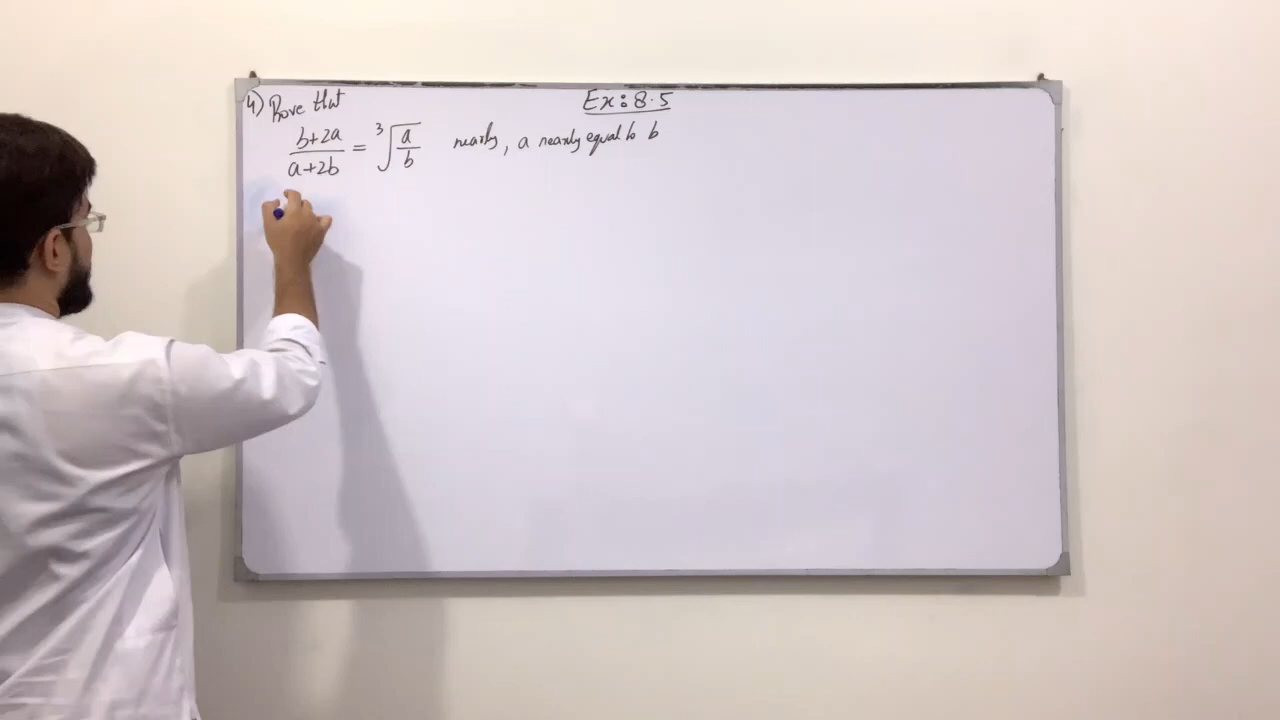 Ex: 8.5
4) Prove that
b+2a / a+2b = ³√(a/b) nearly, a nearly equal to b